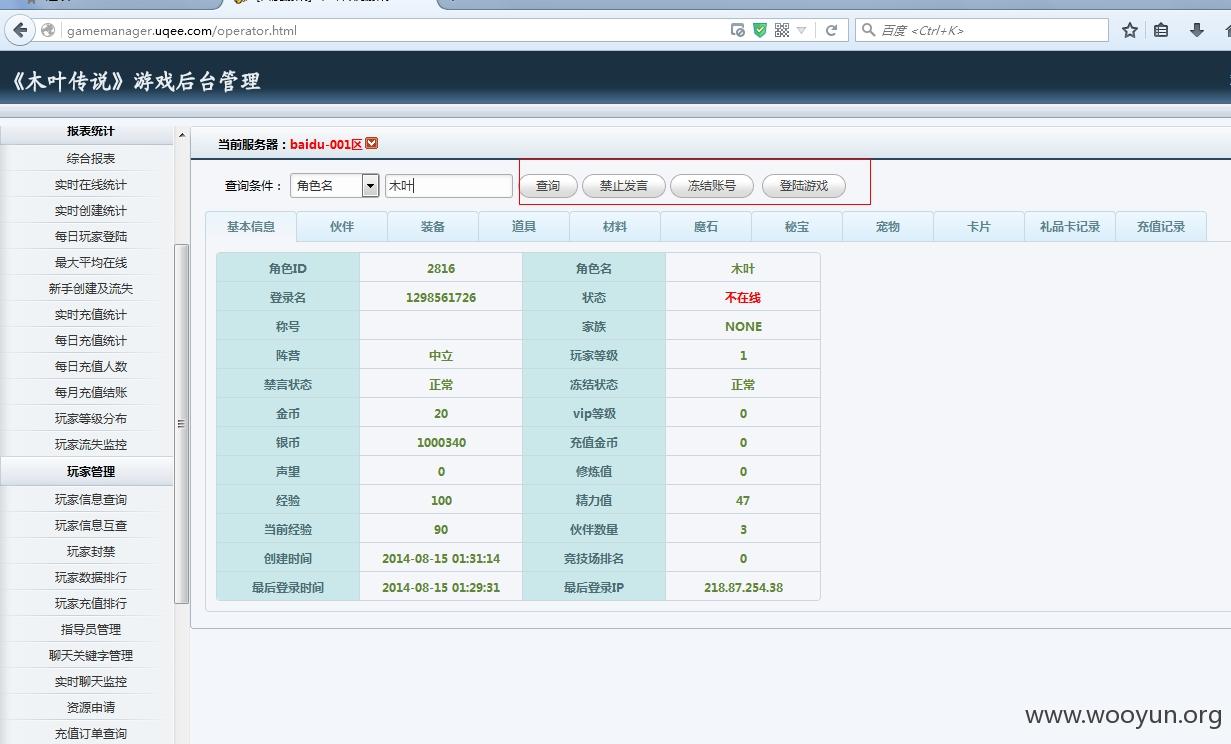 gamemanager.uqee.com/operator.html
百度 <Ctrl+K>
《木叶传说》游戏后台管理
报表统计
综合报表
实时在线统计
实时创建统计
每日玩家登陆
最大平均在线
新手创建及流失
实时充值统计
每日充值统计
每日充值人数
每月充值结账
玩家等级分布
玩家流失监控
玩家管理
玩家信息查询
玩家信息互查
玩家封禁
玩家数据排行
玩家充值排行
指导员管理
聊天关键字管理
实时聊天监控
资源申请
充值订单查询
当前服务器：baidu-001区
查询条件： 角色名 木叶 查询 禁止发言 冻结账号 登陆游戏
基本信息 伙伴 装备 道具 材料 魔石 秘宝 宠物 卡片 礼品卡记录 充值记录
角色ID 2816 角色名 木叶
登录名 1298561726 状态 不在线
称号 家族 NONE
阵营 中立 玩家等级 1
禁言状态 正常 冻结状态 正常
金币 20 vip等级 0
银币 1000340 充值金币 0
声望 0 修炼值 0
经验 100 精力值 47
当前经验 90 伙伴数量 3
创建时间 2014-08-15 01:31:14 竞技场排名 0
最后登录时间 2014-08-15 01:29:31 最后登录IP 218.87.254.38
www.wooyun.org